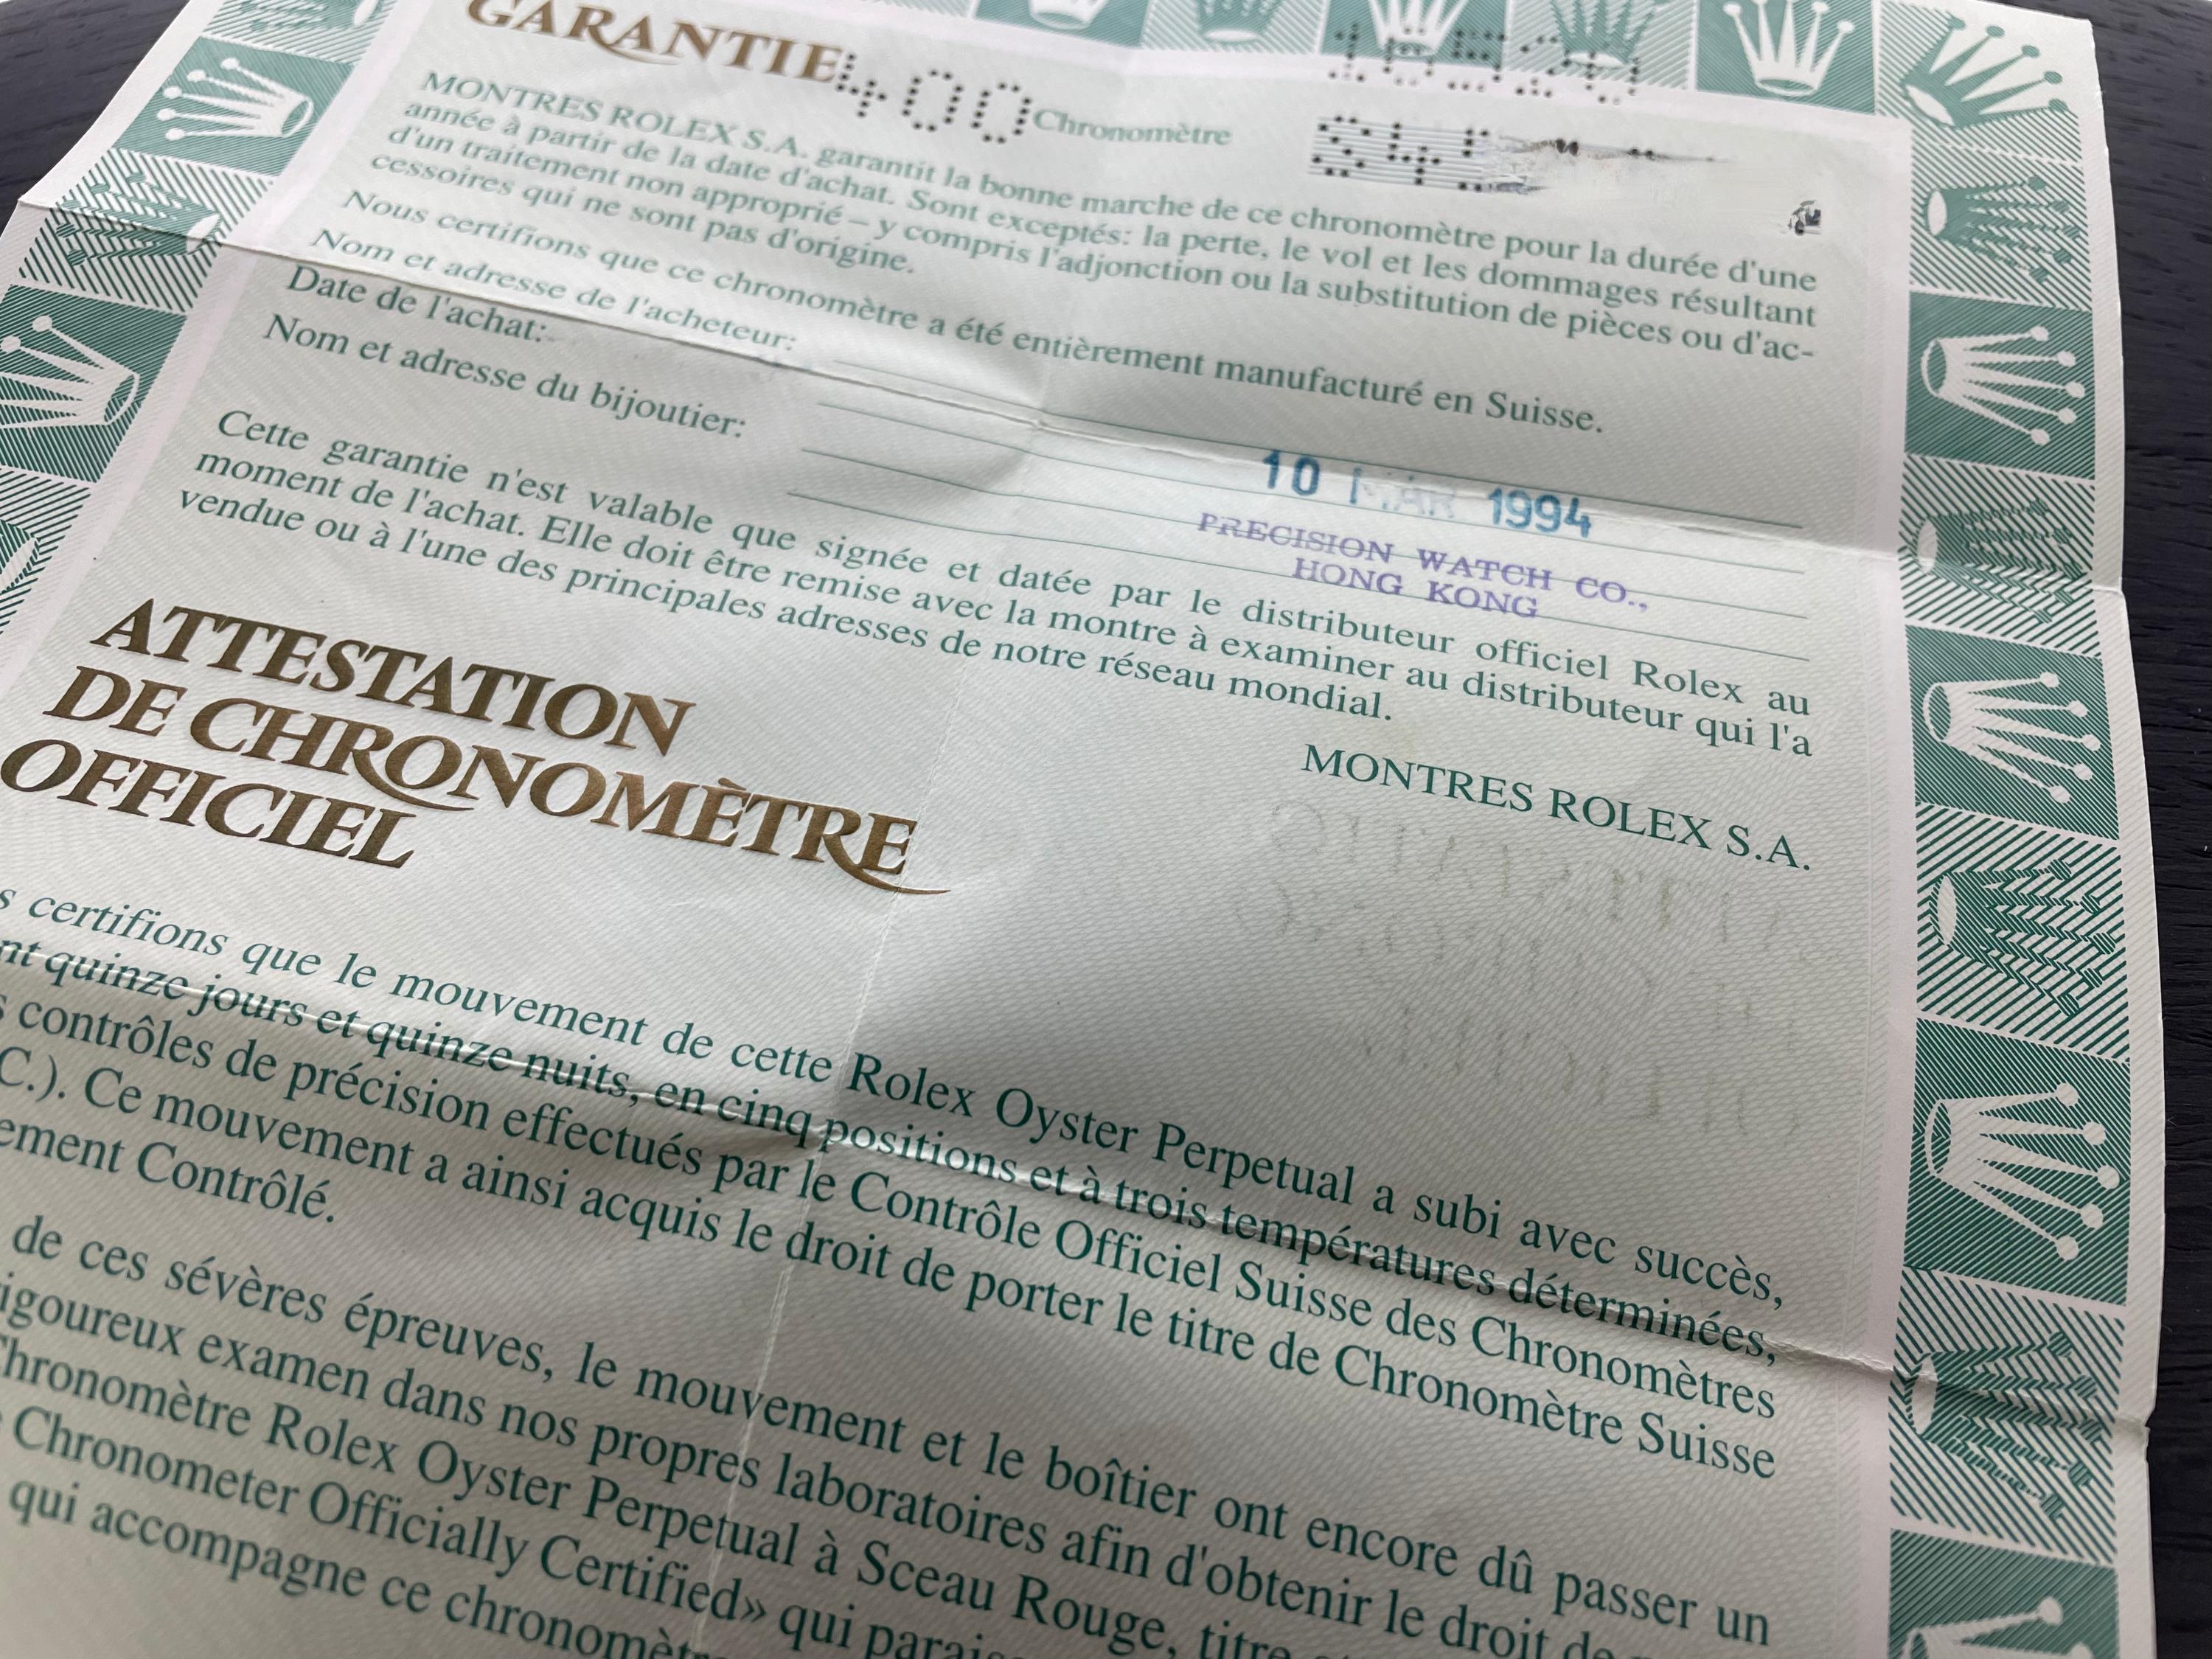 GARANTIE 400 Chronomètre
MONTRES ROLEX S.A. garantit la bonne marche de ce chronomètre pour la durée d'une
année à partir de la date d'achat. Sont exceptés: la perte, le vol et les dommages résultant
d'un traitement non approprié – y compris l'adjonction ou la substitution de pièces ou d'ac-
cessoires qui ne sont pas d'origine.
Nous certifions que ce chronomètre a été entièrement manufacturé en Suisse.
Nom et adresse de l'acheteur:
Date de l'achat: 10 MAR 1994
Nom et adresse du bijoutier: PRECISION WATCH CO.,
HONG KONG
Cette garantie n'est valable que signée et datée par le distributeur officiel Rolex au
moment de l'achat. Elle doit être remise avec la montre à examiner au distributeur qui l'a
vendue ou à l'une des principales adresses de notre réseau mondial.
MONTRES ROLEX S.A.
ATTESTATION
DE CHRONOMÈTRE
OFFICIEL
certifions que le mouvement de cette Rolex Oyster Perpetual a subi avec succès,
quinze jours et quinze nuits, en cinq positions et à trois températures déterminées,
contrôles de précision effectués par le Contrôle Officiel Suisse des Chronomètres
C.). Ce mouvement a ainsi acquis le droit de porter le titre de Chronomètre Suisse
ement Contrôlé.
de ces sévères épreuves, le mouvement et le boîtier ont encore dû passer un
igoureux examen dans nos propres laboratoires afin d'obtenir le droit de
hronomètre Rolex Oyster Perpetual à Sceau Rouge, titre
Chronometer Officially Certified» qui parais
qui accompagne ce chronomèt